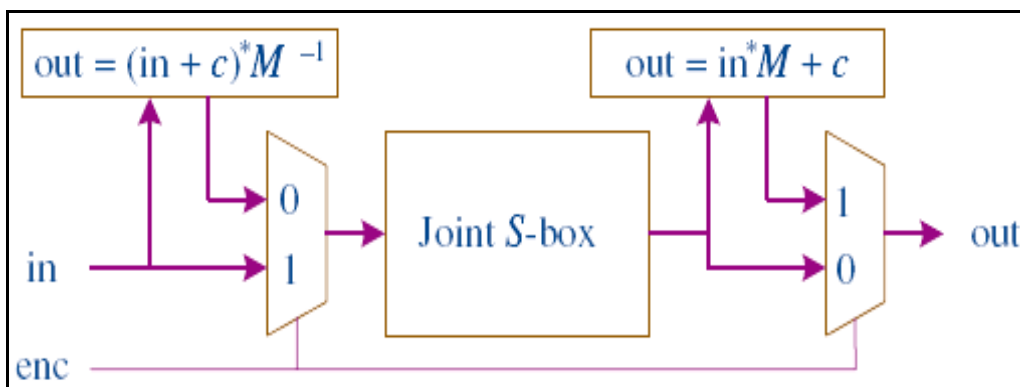 out = (in + c)*M –1
out = in*M + c
0
1
Joint S-box
1
0
out
in
enc